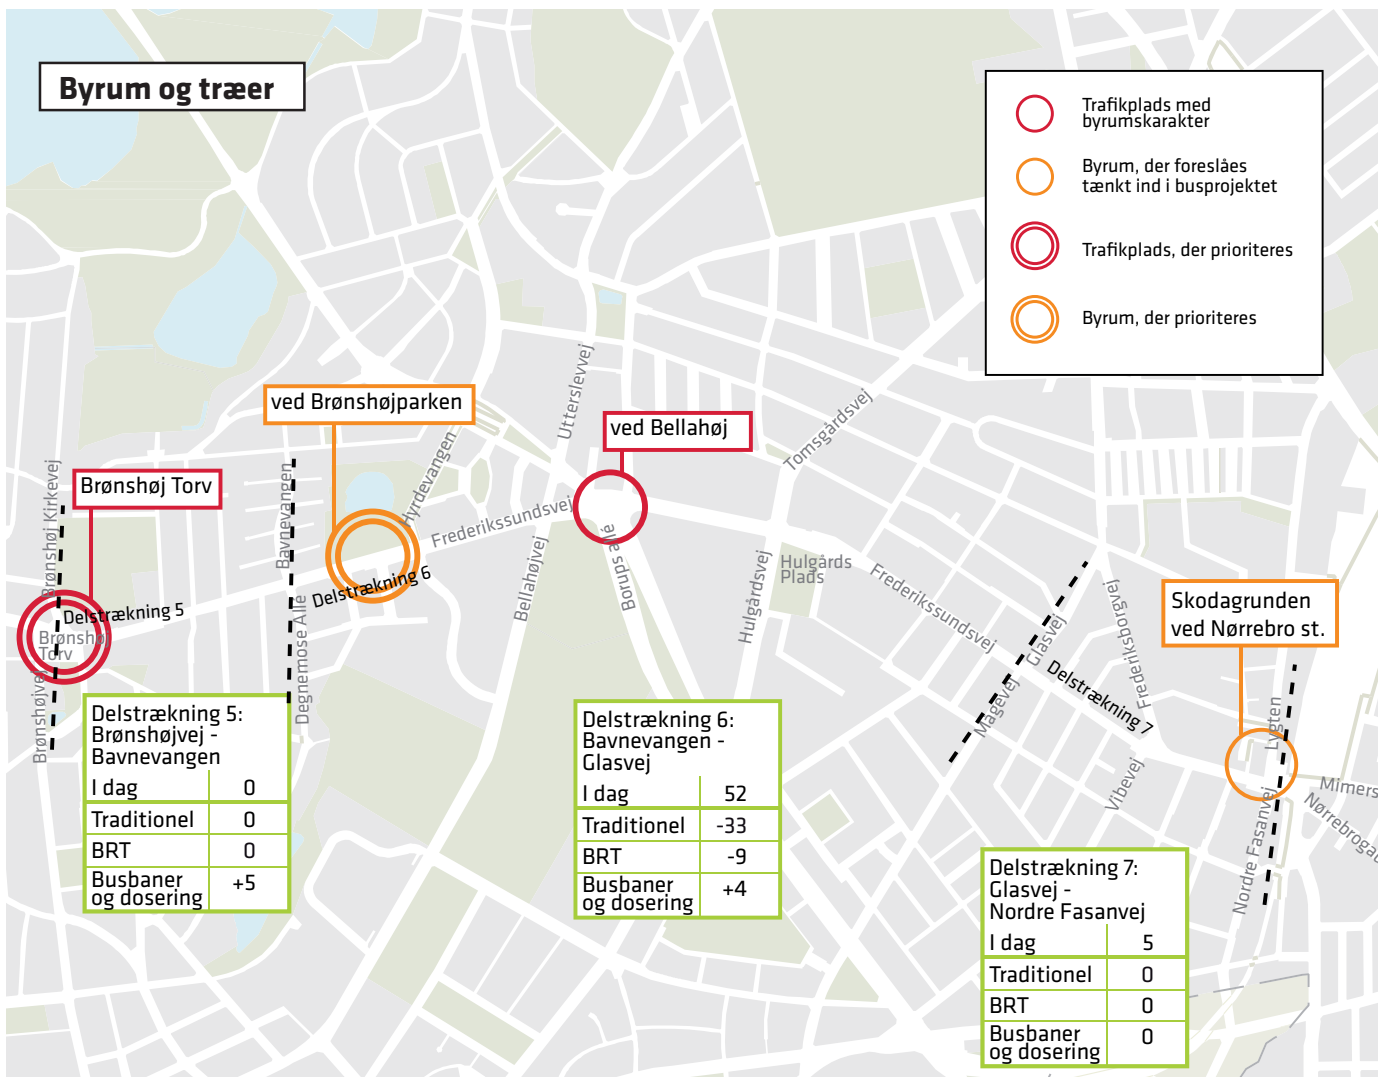 Byrum og træer
Trafikplads med
byrumskarakter
Byrum, der foreslåes
tænkt ind i busprojektet
Trafikplads, der prioriteres
Byrum, der prioriteres
ved Brønshøjparken
ved Bellahøj
Brønshøj Torv
Skodagrunden
ved Nørrebro st.
Utterslevvej
Tomsgårdsvej
Hyrdevangen
Bavnevangen
Brønshøj Kirkevej
Frederikssundsvej
Delstrækning 6
Delstrækning 5
Brønshøj
Torv
Brønshøjvej
Degnemose Allé
Bellahøjvej
Borups allé
Hulgårdsvej
Hulgårds
Plads
Frederikssundsvej
Glasvej
Magevej
Frederiksborgvej
Delstrækning 7
Vibevej
Lygten
Nordre Fasanvej
Mimers
Nørrebrogad
Delstrækning 5:
Brønshøjvej -
Bavnevangen
I dag 0
Traditionel 0
BRT 0
Busbaner
og dosering +5
Delstrækning 6:
Bavnevangen -
Glasvej
I dag 52
Traditionel -33
BRT -9
Busbaner
og dosering +4
Delstrækning 7:
Glasvej -
Nordre Fasanvej
I dag 5
Traditionel 0
BRT 0
Busbaner
og dosering 0